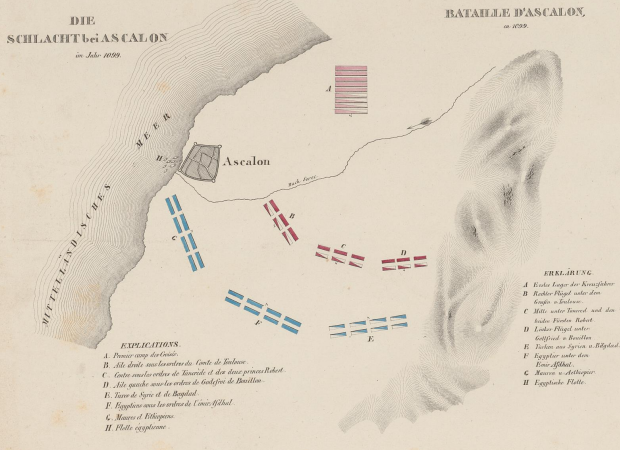 DIE
SCHLACHT bei ASCALON
im Jahr 1099.
BATAILLE D'ASCALON,
en 1099.
MITTELLÄNDISCHES MEER
H
Ascalon
A
Bach
B
C
D
G
F
E
EXPLICATIONS.
A. Premier camp des Croisés.
B. Aile droite sous les ordres du Comte de Toulouse.
C. Centre sous les ordres de Tancrède et des deux princes Robert.
D. Aile gauche sous les ordres de Godefroi de Bouillon.
E. Turcs de Syrie et de Bagdad.
F. Egyptiens sous les ordres de l'émir Afdhal.
G. Maures et Ethiopiens.
H. Flotte égyptienne.
ERKLÄRUNG.
A Erstes Lager der Kreuzfahrer
B Rechter Flügel unter dem
Grafen v. Toulouse.
C Mitte unter Tancred und den
beiden Fürsten Robert.
D Linker Flügel unter
Gottfried v. Bouillon
E Türken aus Syrien u. Bagdad.
F Egypter unter dem
Emir Afdhal.
G Mauren u. Aethiopier.
H Egyptische Flotte.